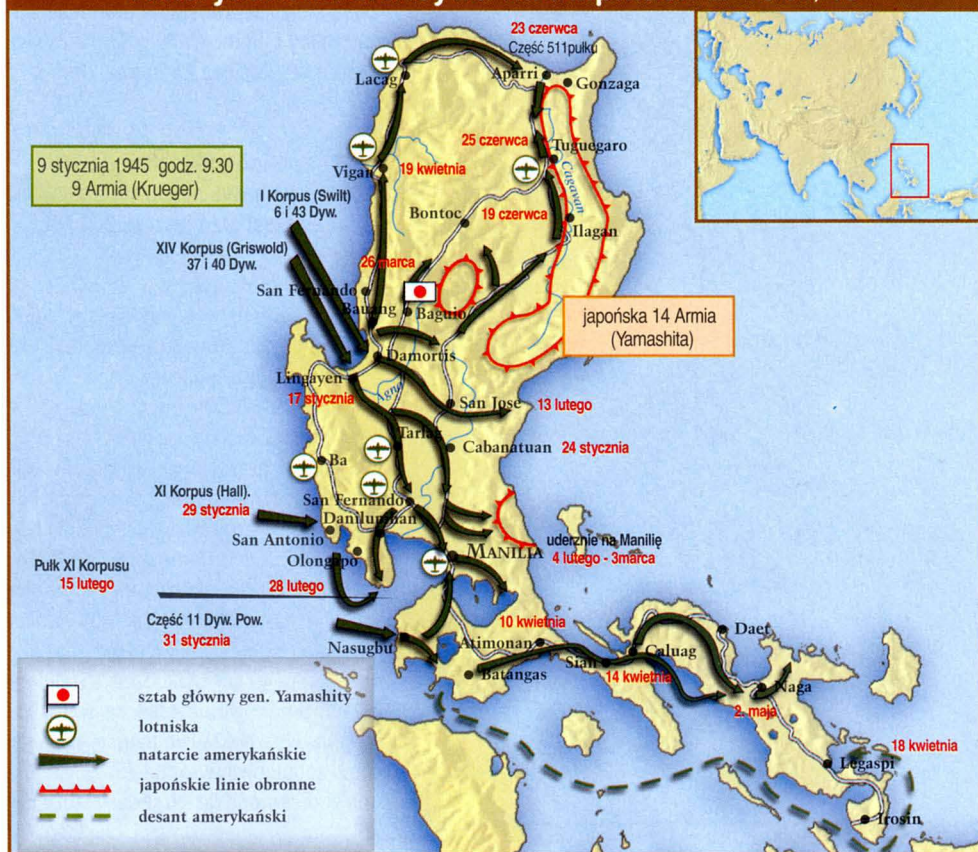 23 czerwca
Część 511pułku
Lacag
Aparri
Gonzaga
9 stycznia 1945 godz. 9.30
9 Armia (Krueger)
25 czerwca
Tuguegaro
Vigan
19 kwietnia
Cagavan
I Korpus (Swilt)
6 i 43 Dyw.
Bontoc
19 czerwca
Ilagan
XIV Korpus (Griswold)
37 i 40 Dyw.
26 marca
San Fernando
Bauang
Baguio
japońska 14 Armia
(Yamashita)
Damortis
Lingayen
17 stycznia
Agno
San Jose
13 lutego
Tarlac
Cabanatuan
24 stycznia
Ba
XI Korpus (Hall).
29 stycznia
San Fernando
Danilumhan
San Antonio
Olongapo
MANILIA
uderznie na Manilię
4 lutego - 3marca
Pułk XI Korpusu
15 lutego
28 lutego
Część 11 Dyw. Pow.
31 stycznia
10 kwietnia
Nasugbu
Atimonan
Daet
Sian
Caluag
Batangas
14 kwietnia
Naga
2. maja
18 kwietnia
Legaspi
Irosin
sztab główny gen. Yamashity
lotniska
natarcie amerykańskie
japońskie linie obronne
desant amerykański